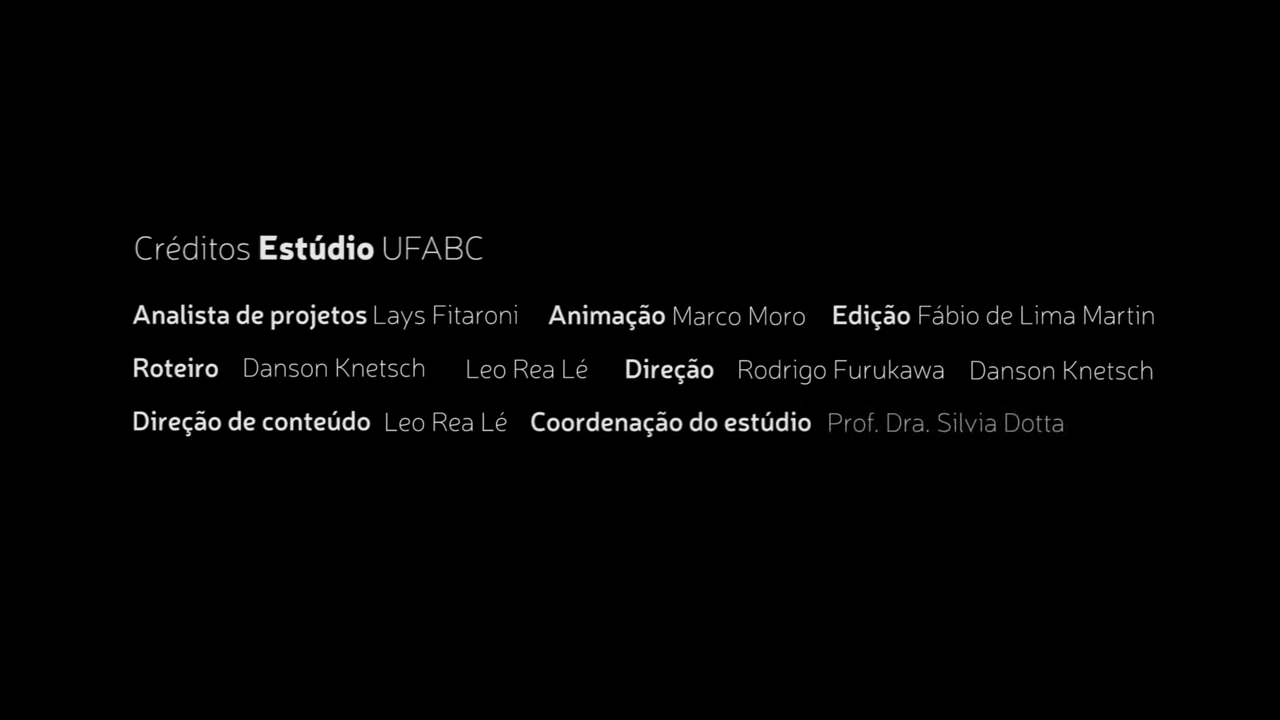 Créditos Estúdio UFABC
Analista de projetos Lays Fitaroni Animação Marco Moro Edição Fábio de Lima Martin
Roteiro Danson Knetsch Leo Rea Lé Direção Rodrigo Furukawa Danson Knetsch
Direção de conteúdo Leo Rea Lé Coordenação do estúdio Prof. Dra. Silvia Dotta